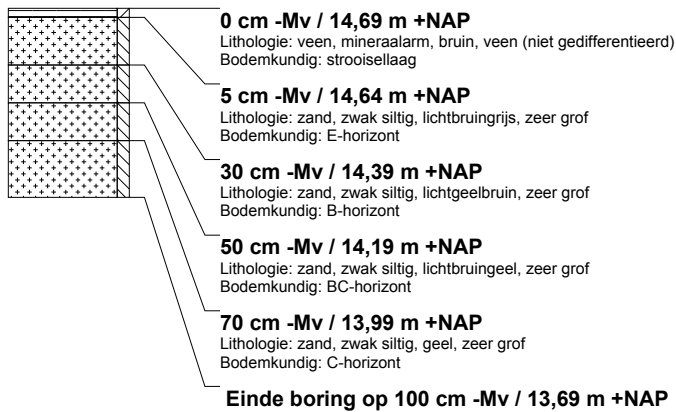 0 cm -Mv / 14,69 m +NAP
Lithologie: veen, mineraalarm, bruin, veen (niet gedifferentieerd)
Bodemkundig: strooisellaag
5 cm -Mv / 14,64 m +NAP
Lithologie: zand, zwak siltig, lichtbruingrijs, zeer grof
Bodemkundig: E-horizont
30 cm -Mv / 14,39 m +NAP
Lithologie: zand, zwak siltig, lichtgeelbruin, zeer grof
Bodemkundig: B-horizont
50 cm -Mv / 14,19 m +NAP
Lithologie: zand, zwak siltig, lichtbruingeel, zeer grof
Bodemkundig: BC-horizont
70 cm -Mv / 13,99 m +NAP
Lithologie: zand, zwak siltig, geel, zeer grof
Bodemkundig: C-horizont
Einde boring op 100 cm -Mv / 13,69 m +NAP